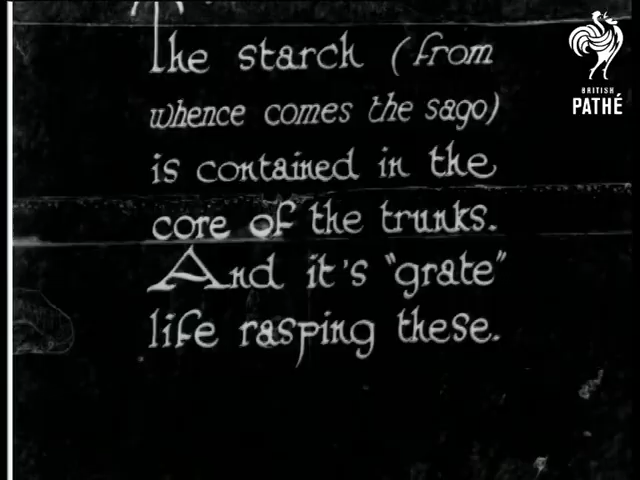 The starch (from
whence comes the sago)
is contained in the
core of the trunks.
And it's "grate"
life rasping these.
BRITISH
PATHÉ